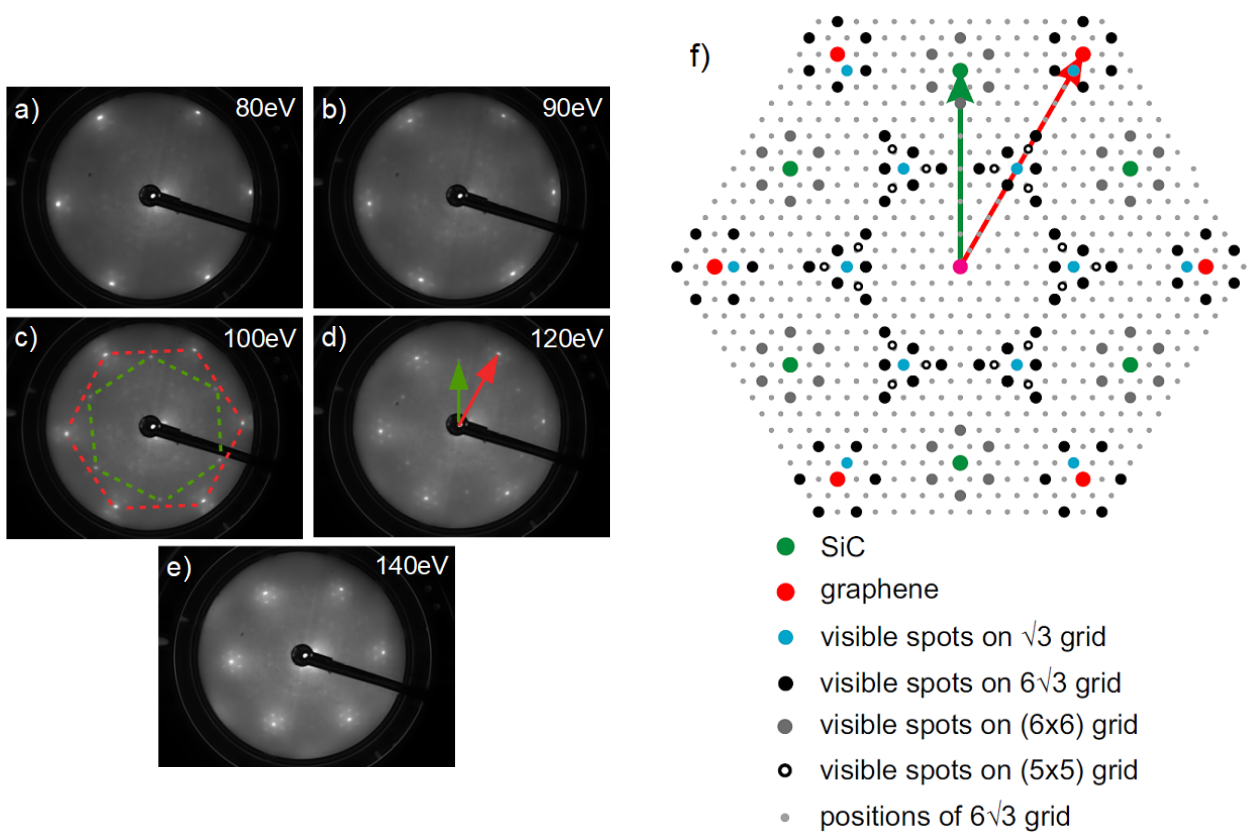 a) 80eV
b) 90eV
c) 100eV
d) 120eV
e) 140eV
f)
SiC
graphene
visible spots on √3 grid
visible spots on 6√3 grid
visible spots on (6x6) grid
visible spots on (5x5) grid
positions of 6√3 grid